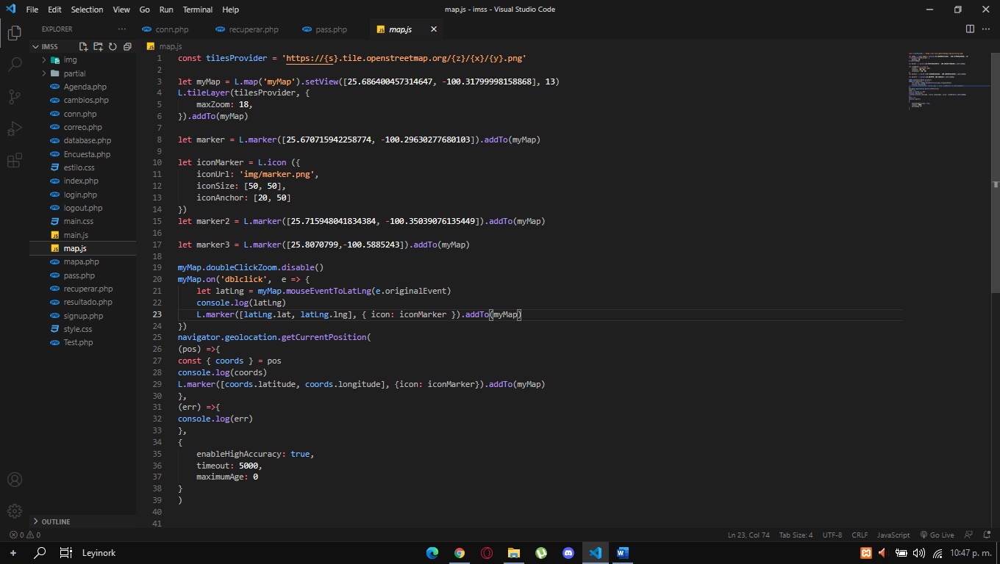 File Edit Selection View Go Run Terminal Help
map.js - imss - Visual Studio Code
EXPLORER
conn.php
recuperar.php
pass.php
map.js
IMSS
img
partial
Agenda.php
cambios.php
conn.php
correo.php
database.php
Encuesta.php
estilo.css
index.php
login.php
logout.php
main.css
main.js
map.js
mapa.php
pass.php
recuperar.php
resultado.php
signup.php
style.css
Test.php
OUTLINE
map.js
1 const tilesProvider = 'https://{s}.tile.openstreetmap.org/{z}/{x}/{y}.png'
2
3 let myMap = L.map('myMap').setView([25.686400457314647, -100.31799998158868], 13)
4 L.tileLayer(tilesProvider, {
5     maxZoom: 18,
6 }).addTo(myMap)
7
8 let marker = L.marker([25.670715942258774, -100.29630277680103]).addTo(myMap)
9
10 let iconMarker = L.icon ({
11     iconUrl: 'img/marker.png',
12     iconSize: [50, 50],
13     iconAnchor: [20, 50]
14 })
15 let marker2 = L.marker([25.715948041834384, -100.35039076135449]).addTo(myMap)
16
17 let marker3 = L.marker([25.8070799,-100.5885243]).addTo(myMap)
18
19 myMap.doubleClickZoom.disable()
20 myMap.on('dblclick',  e => {
21     let latLng = myMap.mouseEventToLatLng(e.originalEvent)
22     console.log(latLng)
23     L.marker([latLng.lat, latLng.lng], { icon: iconMarker }).addTo(myMap)
24 })
25 navigator.geolocation.getCurrentPosition(
26 (pos) =>{
27 const { coords } = pos
28 console.log(coords)
29 L.marker([coords.latitude, coords.longitude], {icon: iconMarker}).addTo(myMap)
30 },
31 (err) =>{
32 console.log(err)
33 },
34 {
35     enableHighAccuracy: true,
36     timeout: 5000,
37     maximumAge: 0
38 }
39 )
40
41
0 0
Ln 23, Col 74 Tab Size: 4 UTF-8 CRLF JavaScript Go Live
Leyinork
10:47 p. m.